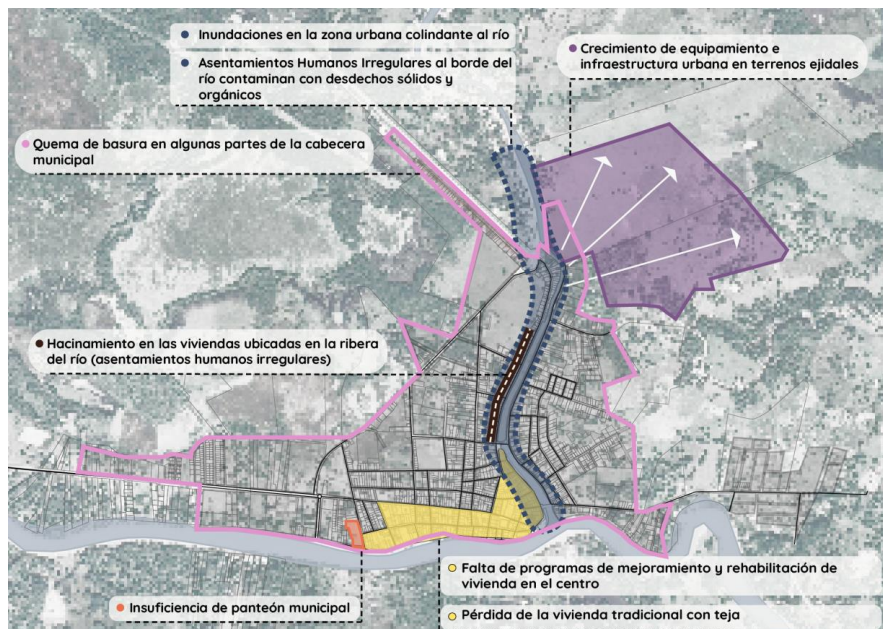 Inundaciones en la zona urbana colindante al río
Asentamientos Humanos Irregulares al borde del
río contaminan con desdechos sólidos y
orgánicos
Crecimiento de equipamiento e
infraestructura urbana en terrenos ejidales
Quema de basura en algunas partes de la cabecera
municipal
Hacinamiento en las viviendas ubicadas en la ribera
del río (asentamientos humanos irregulares)
Falta de programas de mejoramiento y rehabilitación de
vivienda en el centro
Insuficiencia de panteón municipal
Pérdida de la vivienda tradicional con teja